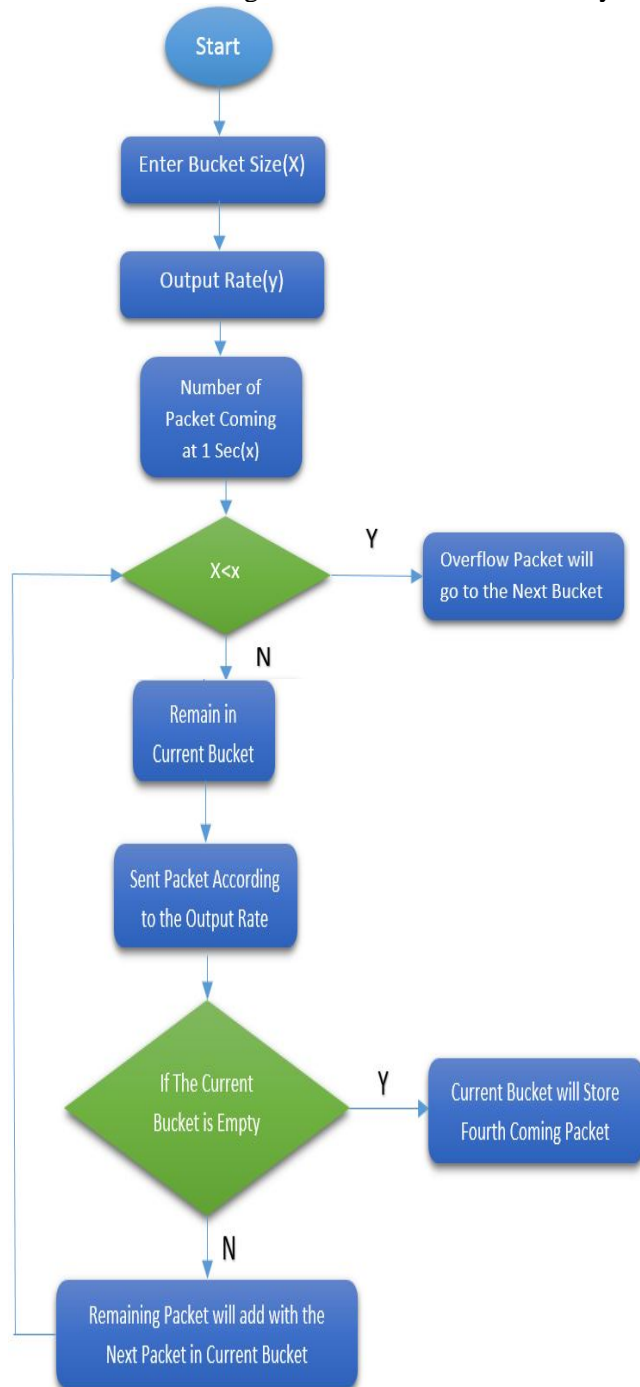 Start
Enter Bucket Size(X)
Output Rate(y)
Number of
Packet Coming
at 1 Sec(x)
X<x
Y
Overflow Packet will
go to the Next Bucket
N
Remain in
Current Bucket
Sent Packet According
to the Output Rate
If The Current
Bucket is Empty
Y
Current Bucket will Store
Fourth Coming Packet
N
Remaining Packet will add with the
Next Packet in Current Bucket